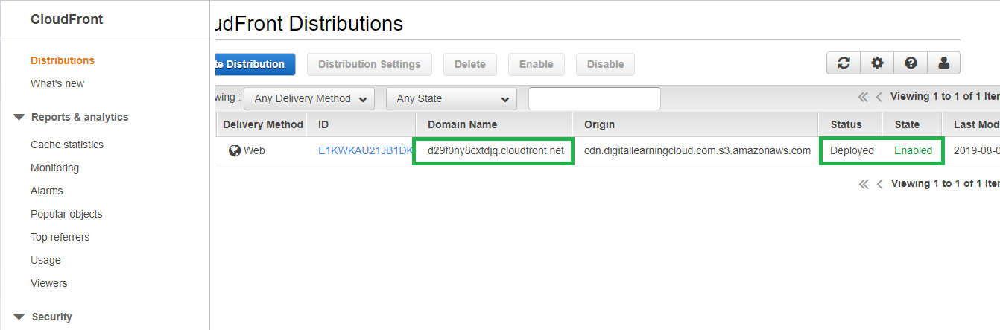 CloudFront
Distributions
What's new
Reports & analytics
Cache statistics
Monitoring
Alarms
Popular objects
Top referrers
Usage
Viewers
Security
udFront Distributions
te Distribution Distribution Settings Delete Enable Disable
wing : Any Delivery Method Any State Viewing 1 to 1 of 1 Iter
Delivery Method ID Domain Name Origin Status State Last Mod
Web E1KWKAU21JB1DK d29f0ny8cxtdjq.cloudfront.net cdn.digitallearningcloud.com.s3.amazonaws.com Deployed Enabled 2019-08-0
Viewing 1 to 1 of 1 Iter